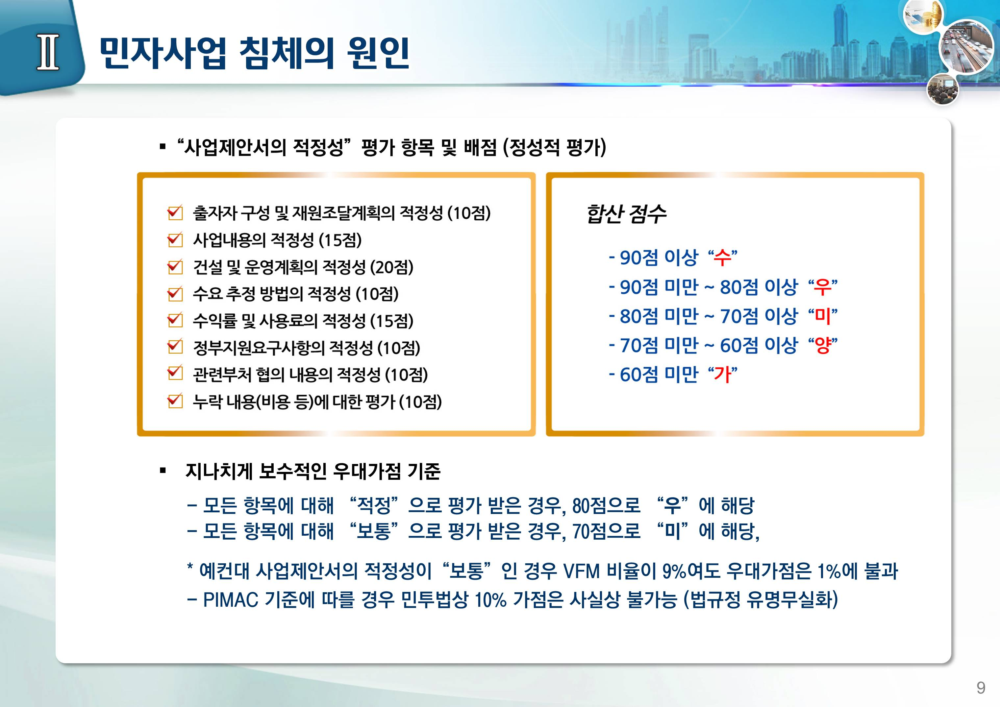 Ⅱ 민자사업 침체의 원인
▪ “사업제안서의 적정성” 평가 항목 및 배점 (정성적 평가)
출자자 구성 및 재원조달계획의 적정성 (10점)
사업내용의 적정성 (15점)
건설 및 운영계획의 적정성 (20점)
수요 추정 방법의 적정성 (10점)
수익률 및 사용료의 적정성 (15점)
정부지원요구사항의 적정성 (10점)
관련부처 협의 내용의 적정성 (10점)
누락 내용(비용 등)에 대한 평가 (10점)
합산 점수
- 90점 이상 “수”
- 90점 미만 ~ 80점 이상 “우”
- 80점 미만 ~ 70점 이상 “미”
- 70점 미만 ~ 60점 이상 “양”
- 60점 미만 “가”
▪ 지나치게 보수적인 우대가점 기준
– 모든 항목에 대해 “적정” 으로 평가 받은 경우, 80점으로 “우” 에 해당
– 모든 항목에 대해 “보통” 으로 평가 받은 경우, 70점으로 “미” 에 해당,
* 예컨대 사업제안서의 적정성이 “보통” 인 경우 VFM 비율이 9%여도 우대가점은 1%에 불과
– PIMAC 기준에 따를 경우 민투법상 10% 가점은 사실상 불가능 (법규정 유명무실화)
9